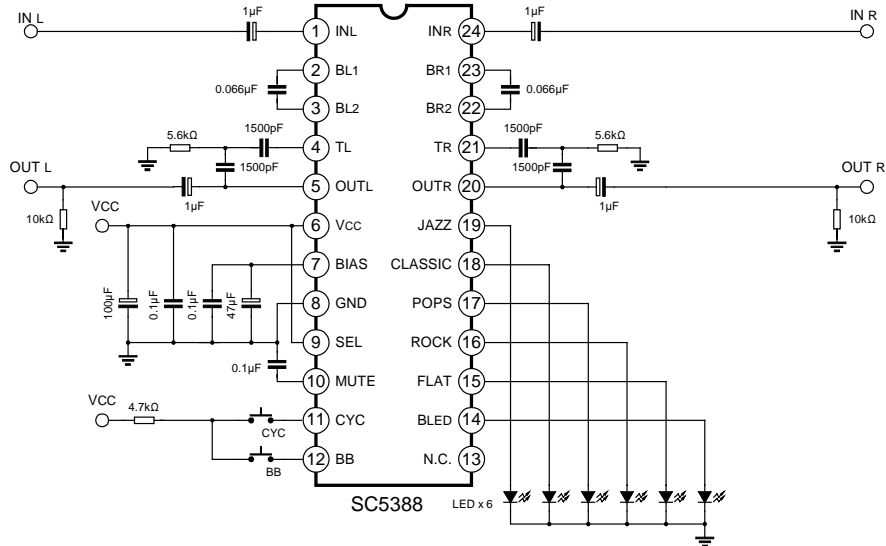 IN L
1µF
1µF
IN R
1 INL INR 24
2 BL1 BR1 23
0.066µF
0.066µF
3 BL2 BR2 22
5.6kΩ
1500pF
1500pF
5.6kΩ
4 TL TR 21
1500pF
1500pF
OUT L
OUT R
5 OUTL OUTR 20
1µF
1µF
10kΩ
10kΩ
VCC
6 VCC JAZZ 19
7 BIAS CLASSIC 18
100µF
0.1µF
0.1µF
47µF
8 GND POPS 17
9 SEL ROCK 16
0.1µF
10 MUTE FLAT 15
VCC
4.7kΩ
11 CYC BLED 14
CYC
12 BB N.C. 13
BB
SC5388
LED x 6